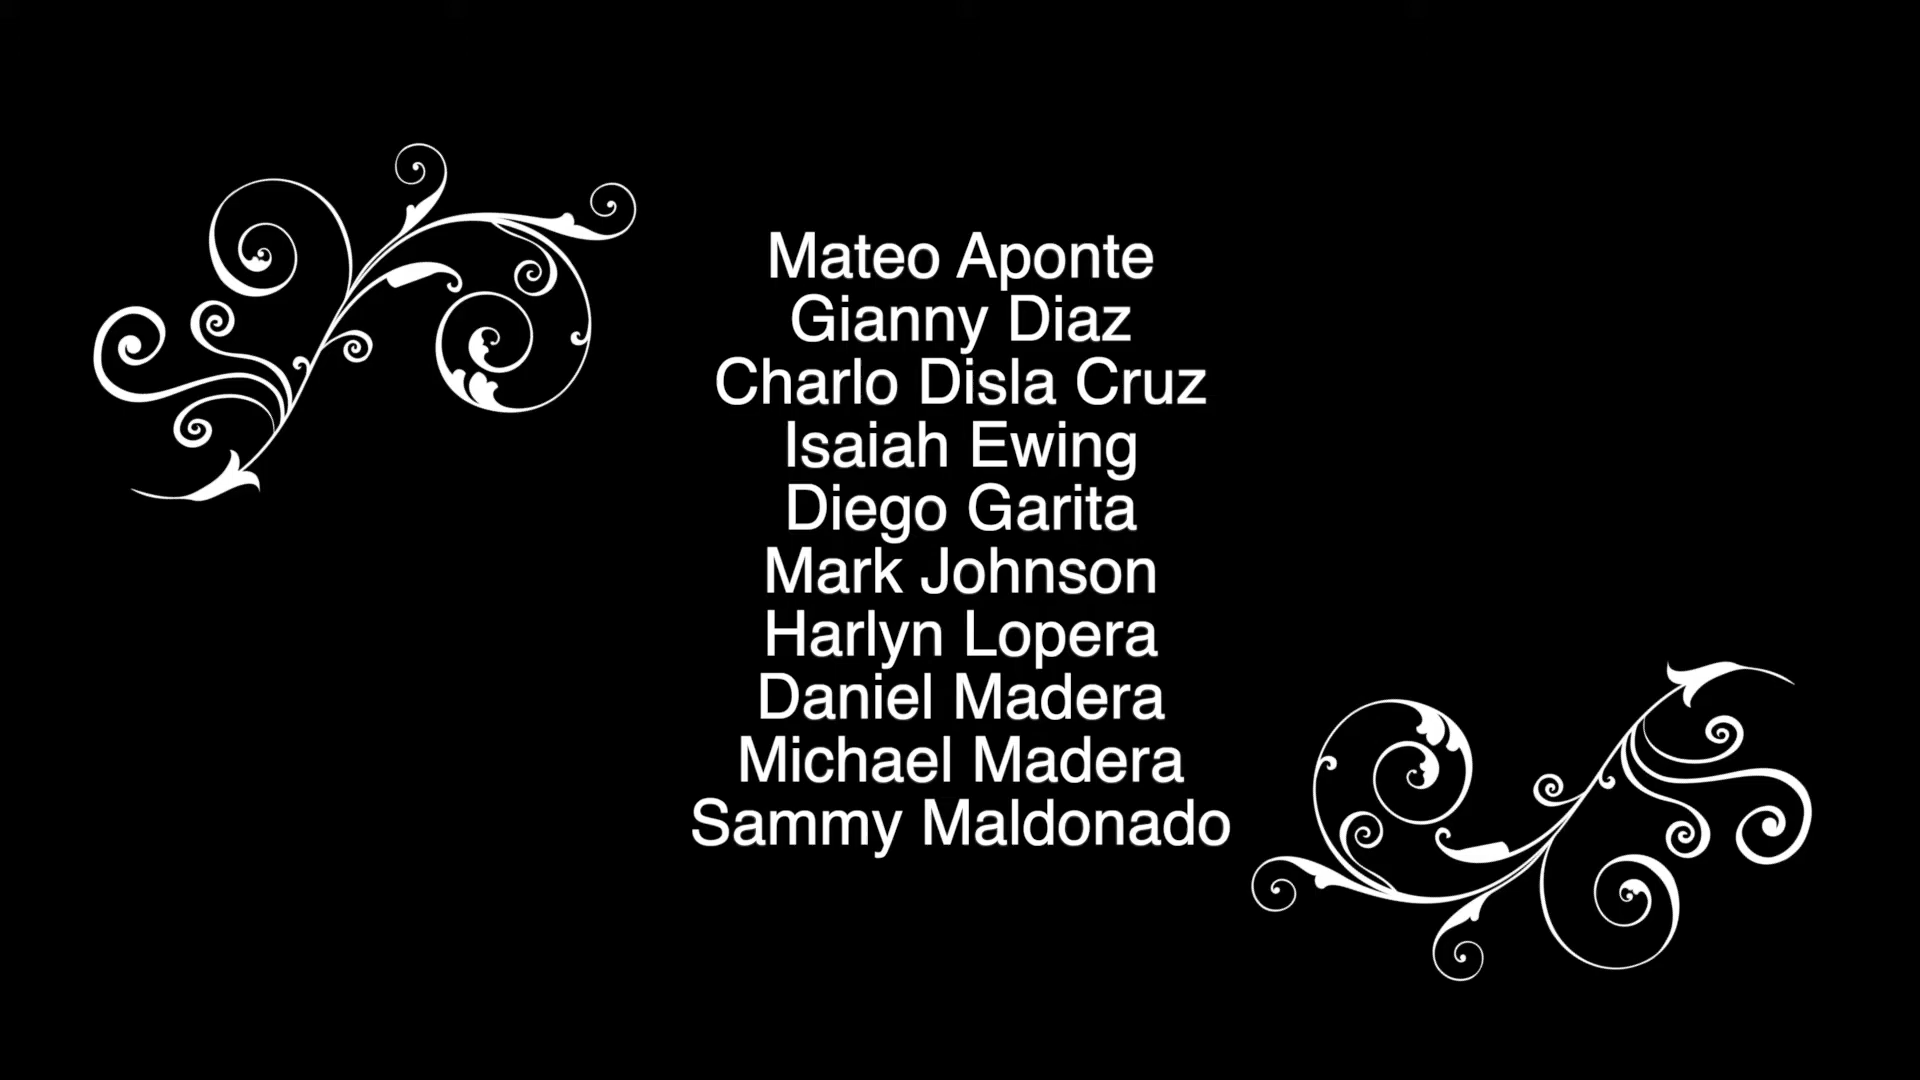 Mateo Aponte
Gianny Diaz
Charlo Disla Cruz
Isaiah Ewing
Diego Garita
Mark Johnson
Harlyn Lopera
Daniel Madera
Michael Madera
Sammy Maldonado